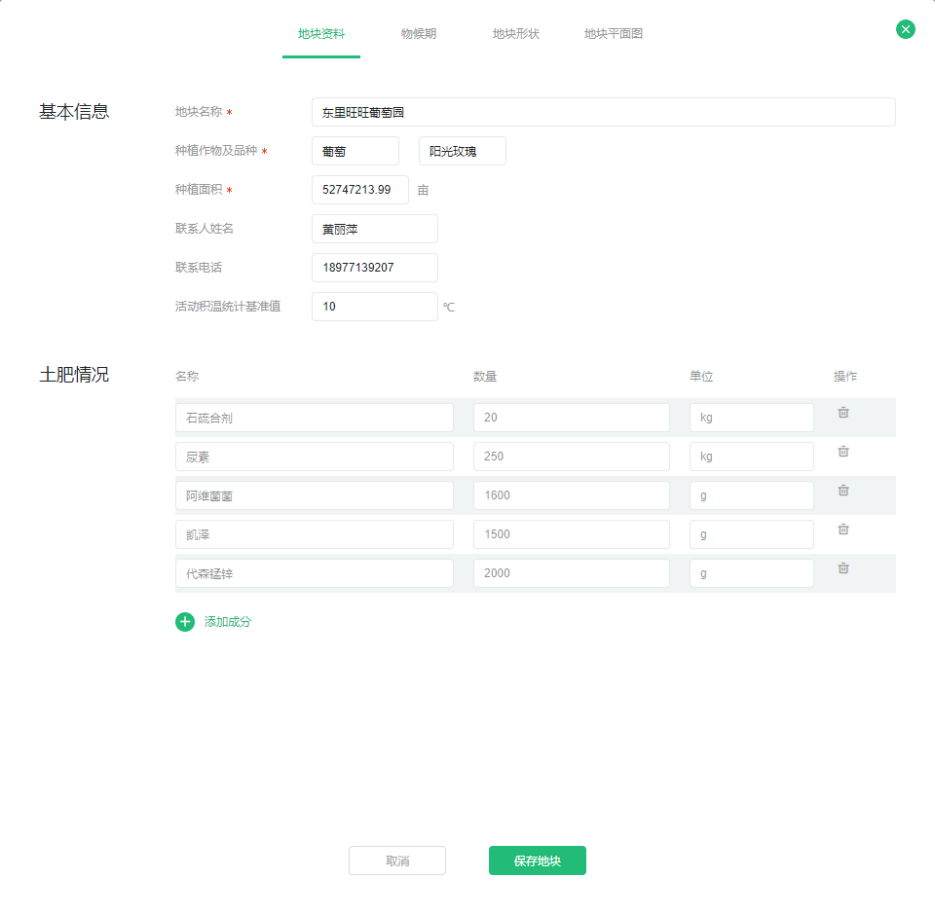 地块资料 物候期 地块形状 地块平面图
基本信息
地块名称 * 东里旺旺葡萄园
种植作物及品种 * 葡萄 阳光玫瑰
种植面积 * 52747213.99 亩
联系人姓名 黄丽萍
联系电话 18977139207
活动积温统计基准值 10 ℃
土肥情况
名称 数量 单位 操作
石硫合剂 20 kg
尿素 250 kg
阿维菌菌 1600 g
凯泽 1500 g
代森锰锌 2000 g
添加成分
取消 保存地块